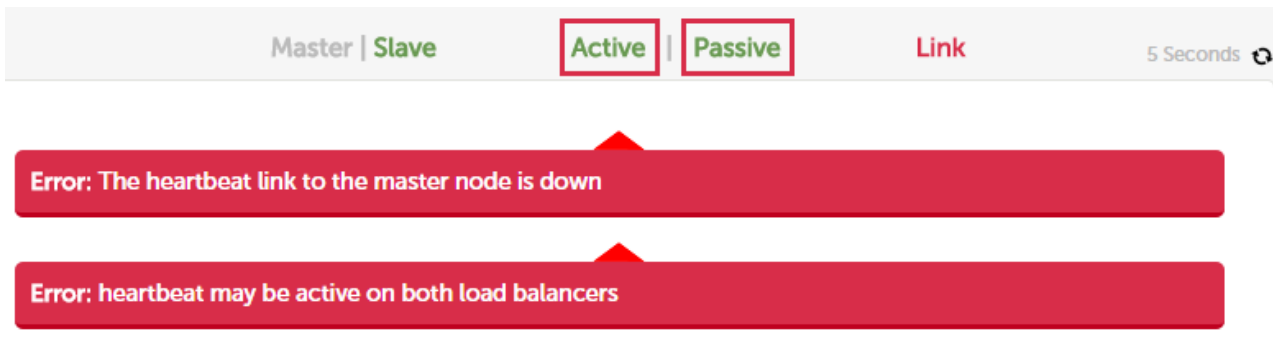 Master | Slave Active | Passive Link 5 Seconds
Error: The heartbeat link to the master node is down
Error: heartbeat may be active on both load balancers